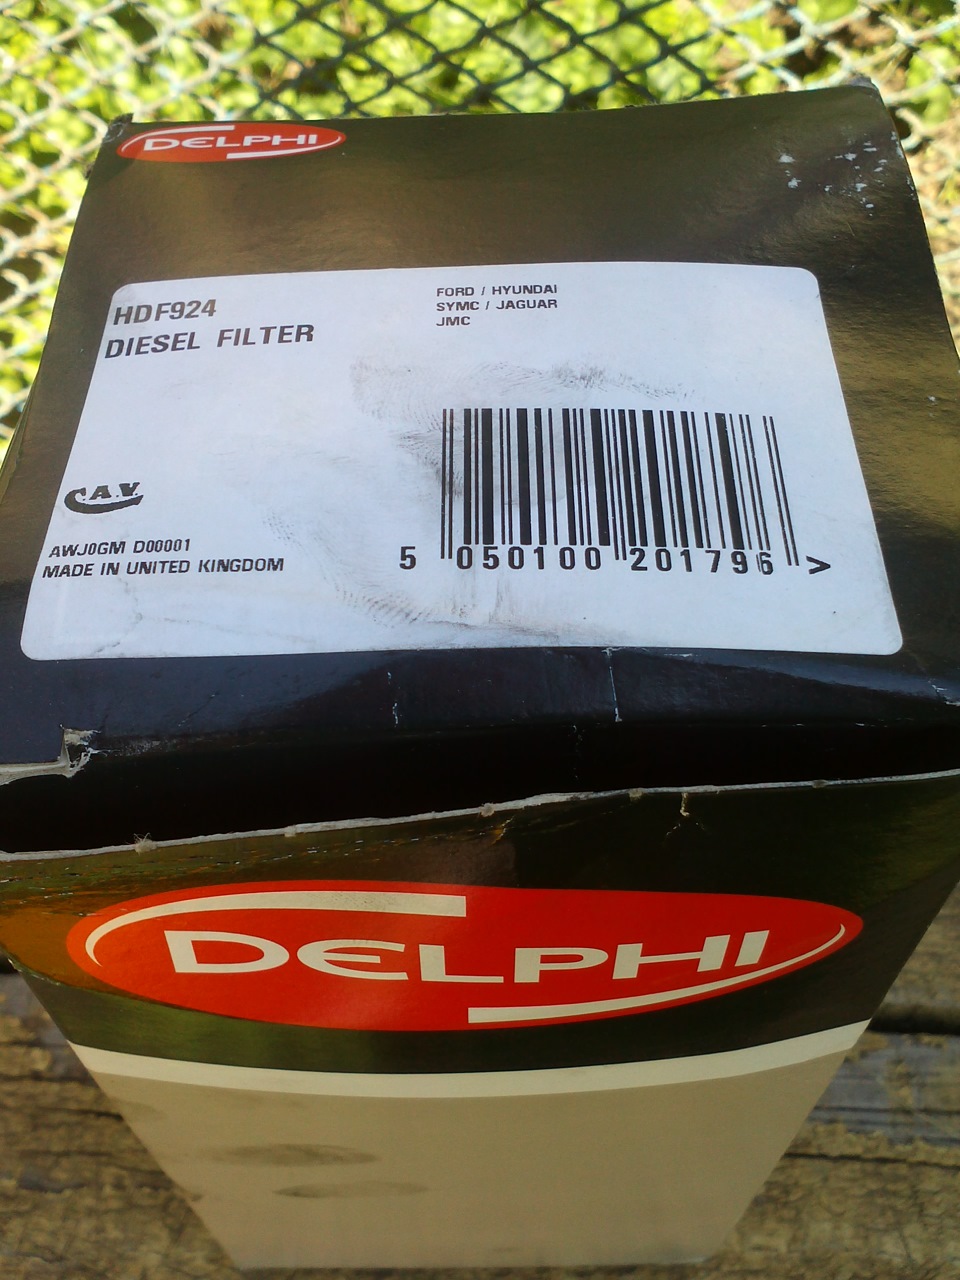 DELPHI
HDF924
DIESEL FILTER
FORD / HYUNDAI
SYMC / JAGUAR
JMC
C.A.V.
AWJ0GM D00001
MADE IN UNITED KINGDOM
5 050100 201796 >
DELPHI